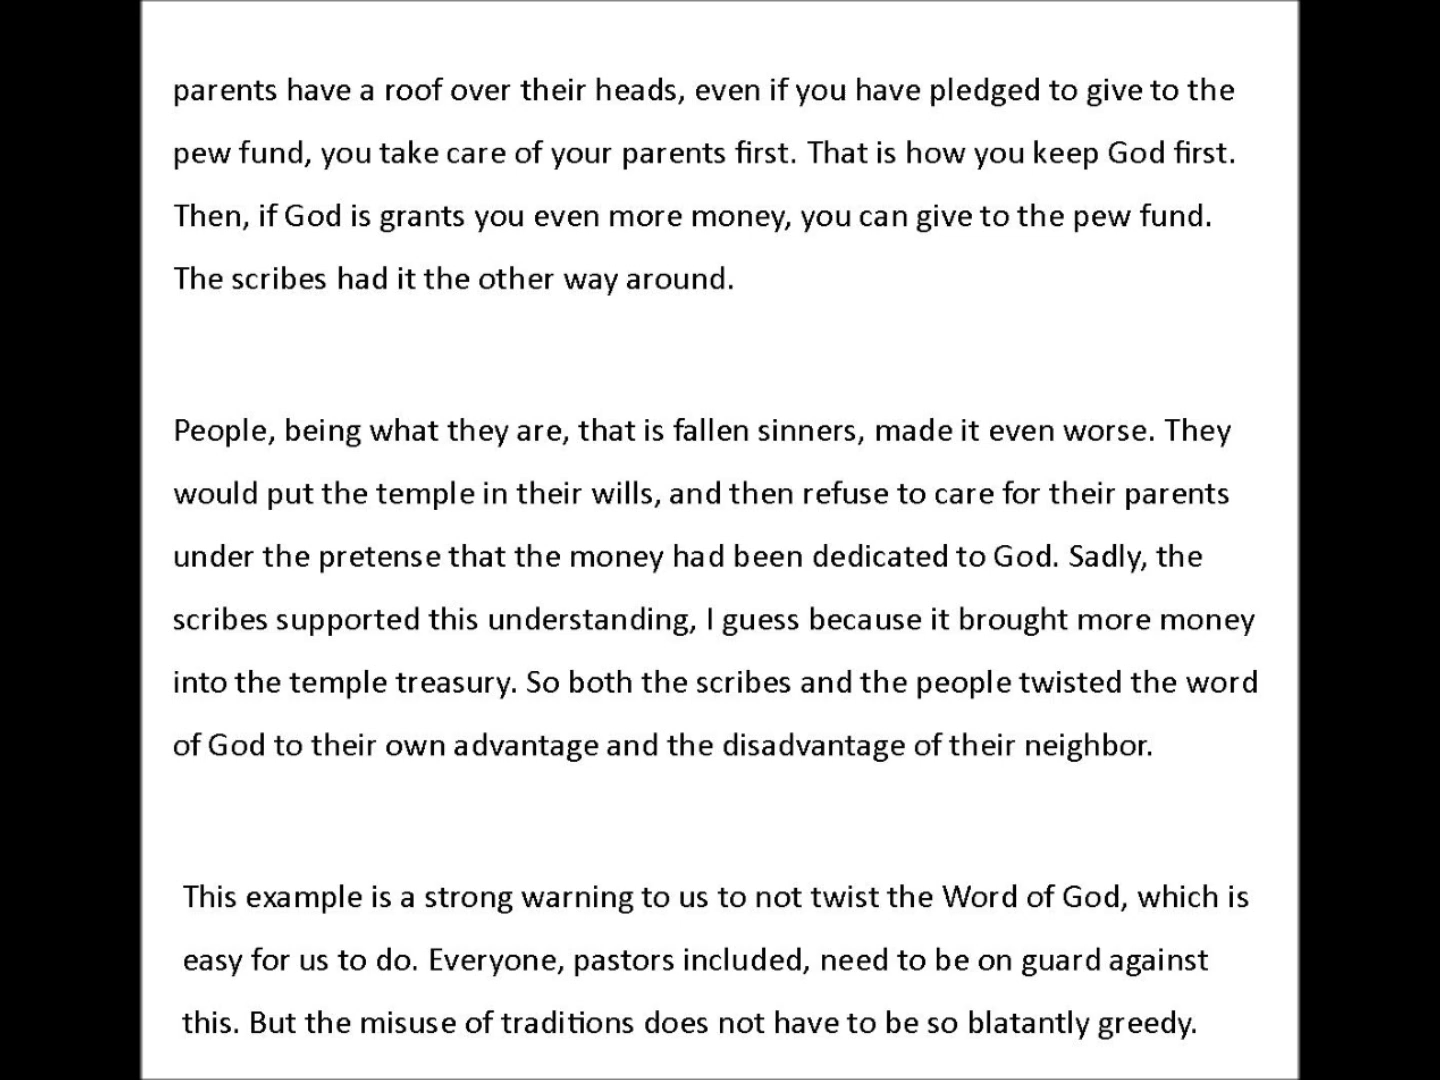 parents have a roof over their heads, even if you have pledged to give to the
pew fund, you take care of your parents first. That is how you keep God first.
Then, if God is grants you even more money, you can give to the pew fund.
The scribes had it the other way around.
People, being what they are, that is fallen sinners, made it even worse. They
would put the temple in their wills, and then refuse to care for their parents
under the pretense that the money had been dedicated to God. Sadly, the
scribes supported this understanding, I guess because it brought more money
into the temple treasury. So both the scribes and the people twisted the word
of God to their own advantage and the disadvantage of their neighbor.
This example is a strong warning to us to not twist the Word of God, which is
easy for us to do. Everyone, pastors included, need to be on guard against
this. But the misuse of traditions does not have to be so blatantly greedy.